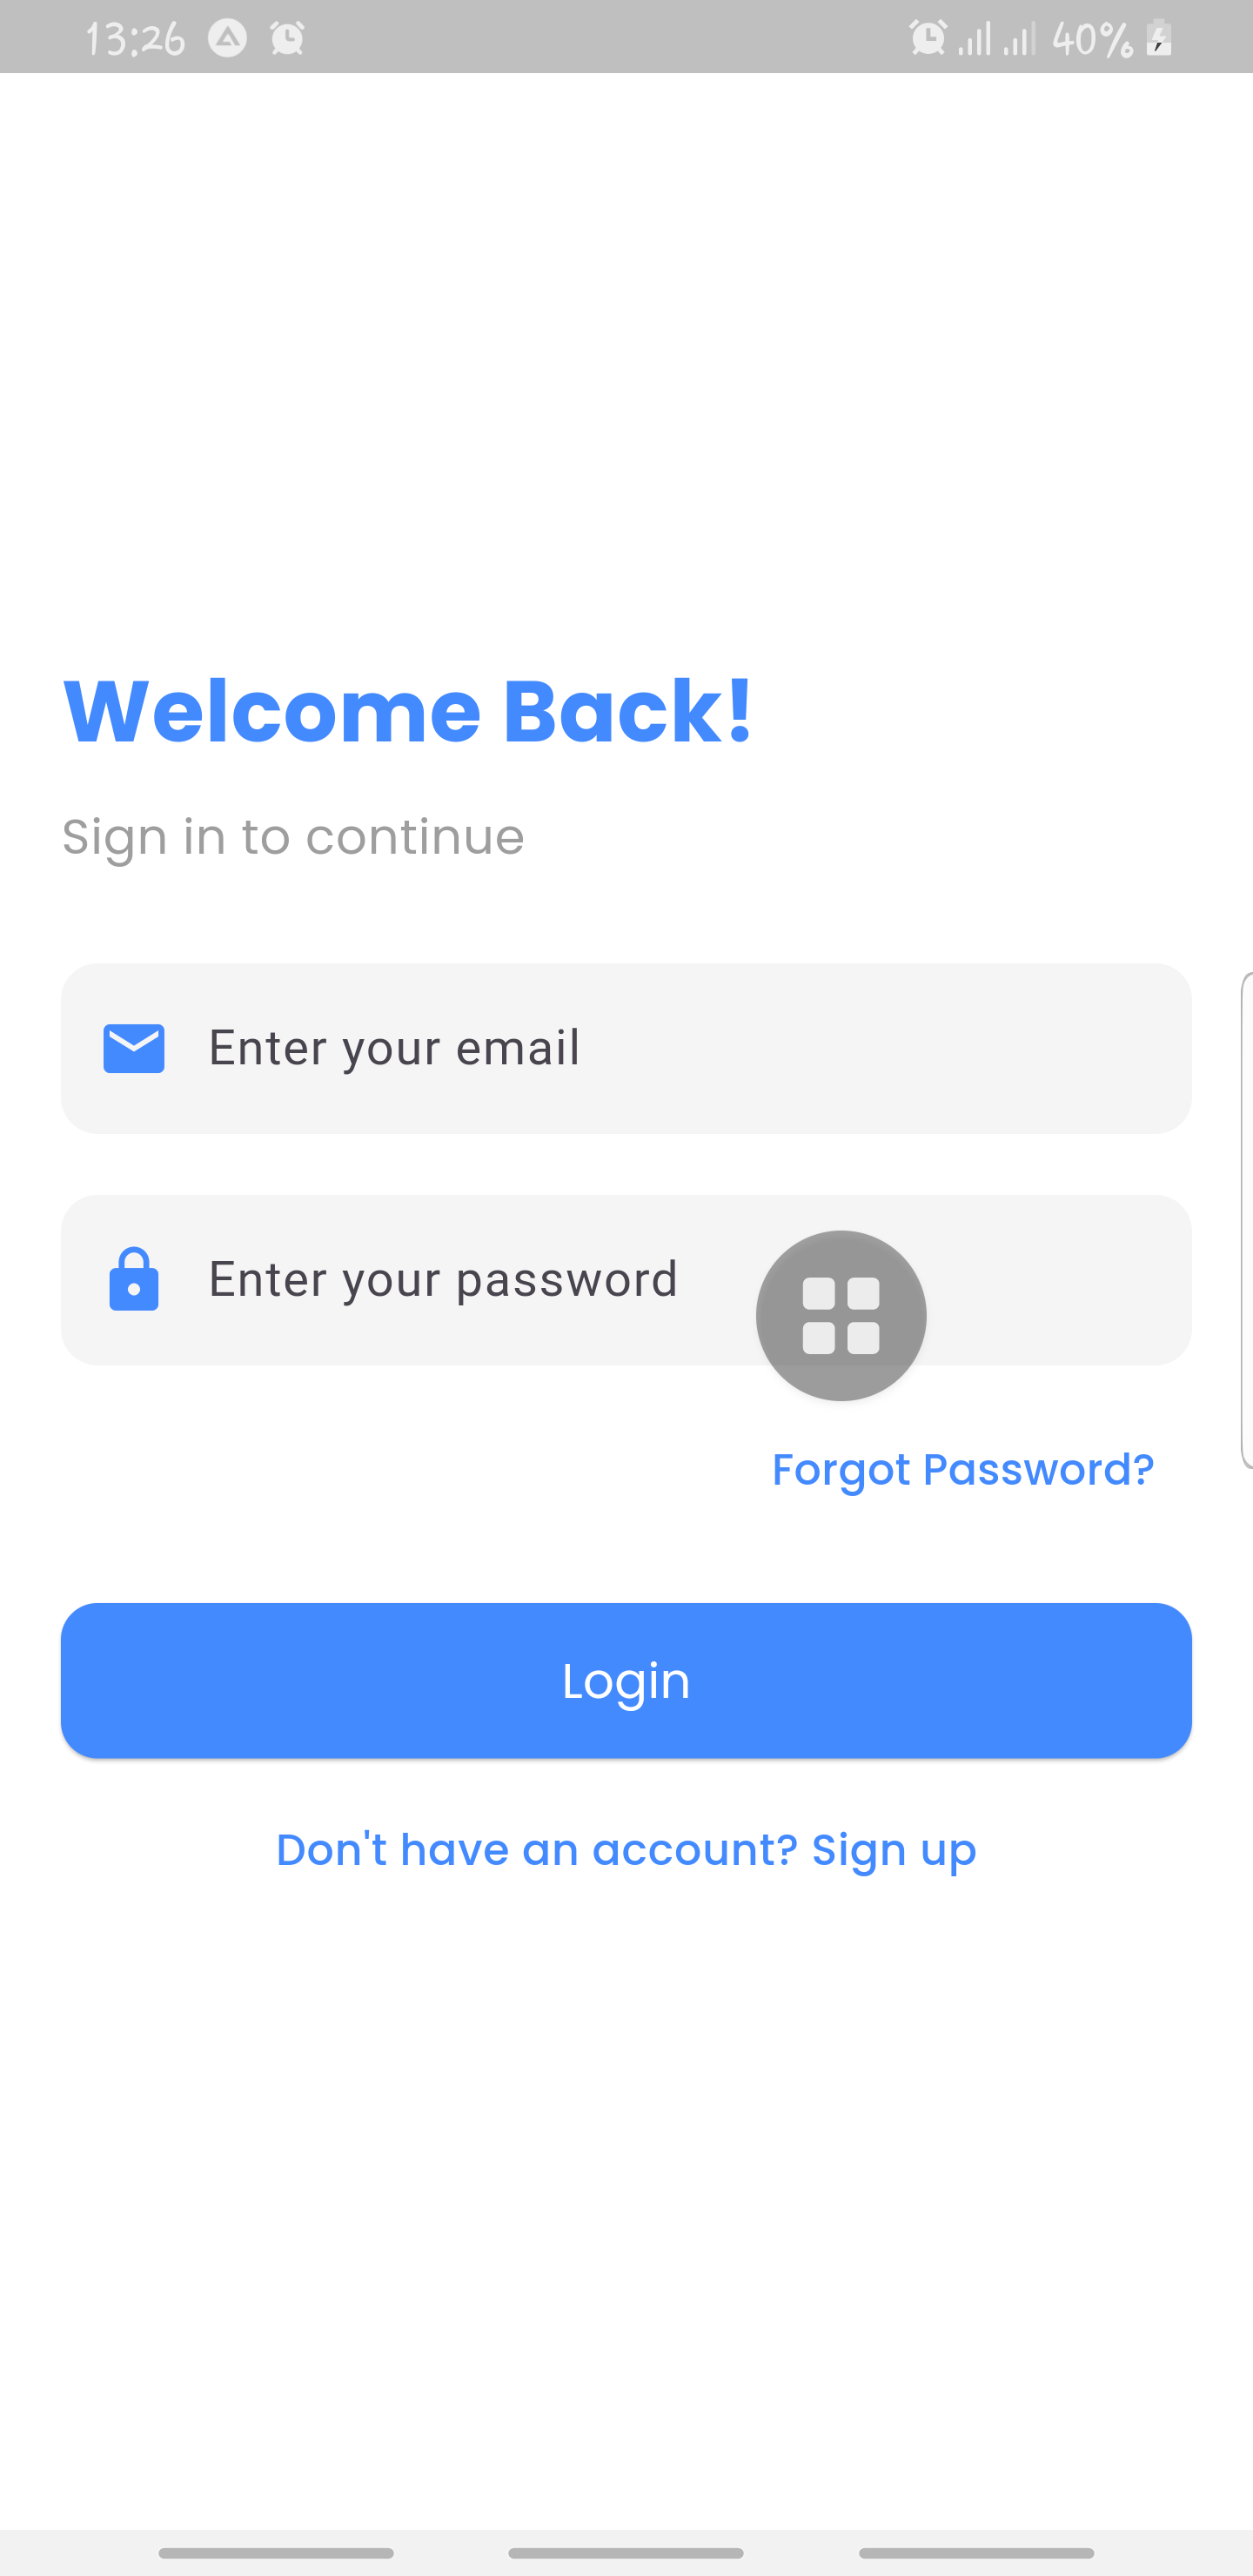 13:26 40%
Welcome Back!
Sign in to continue
Enter your email
Enter your password
Forgot Password?
Login
Don't have an account? Sign up